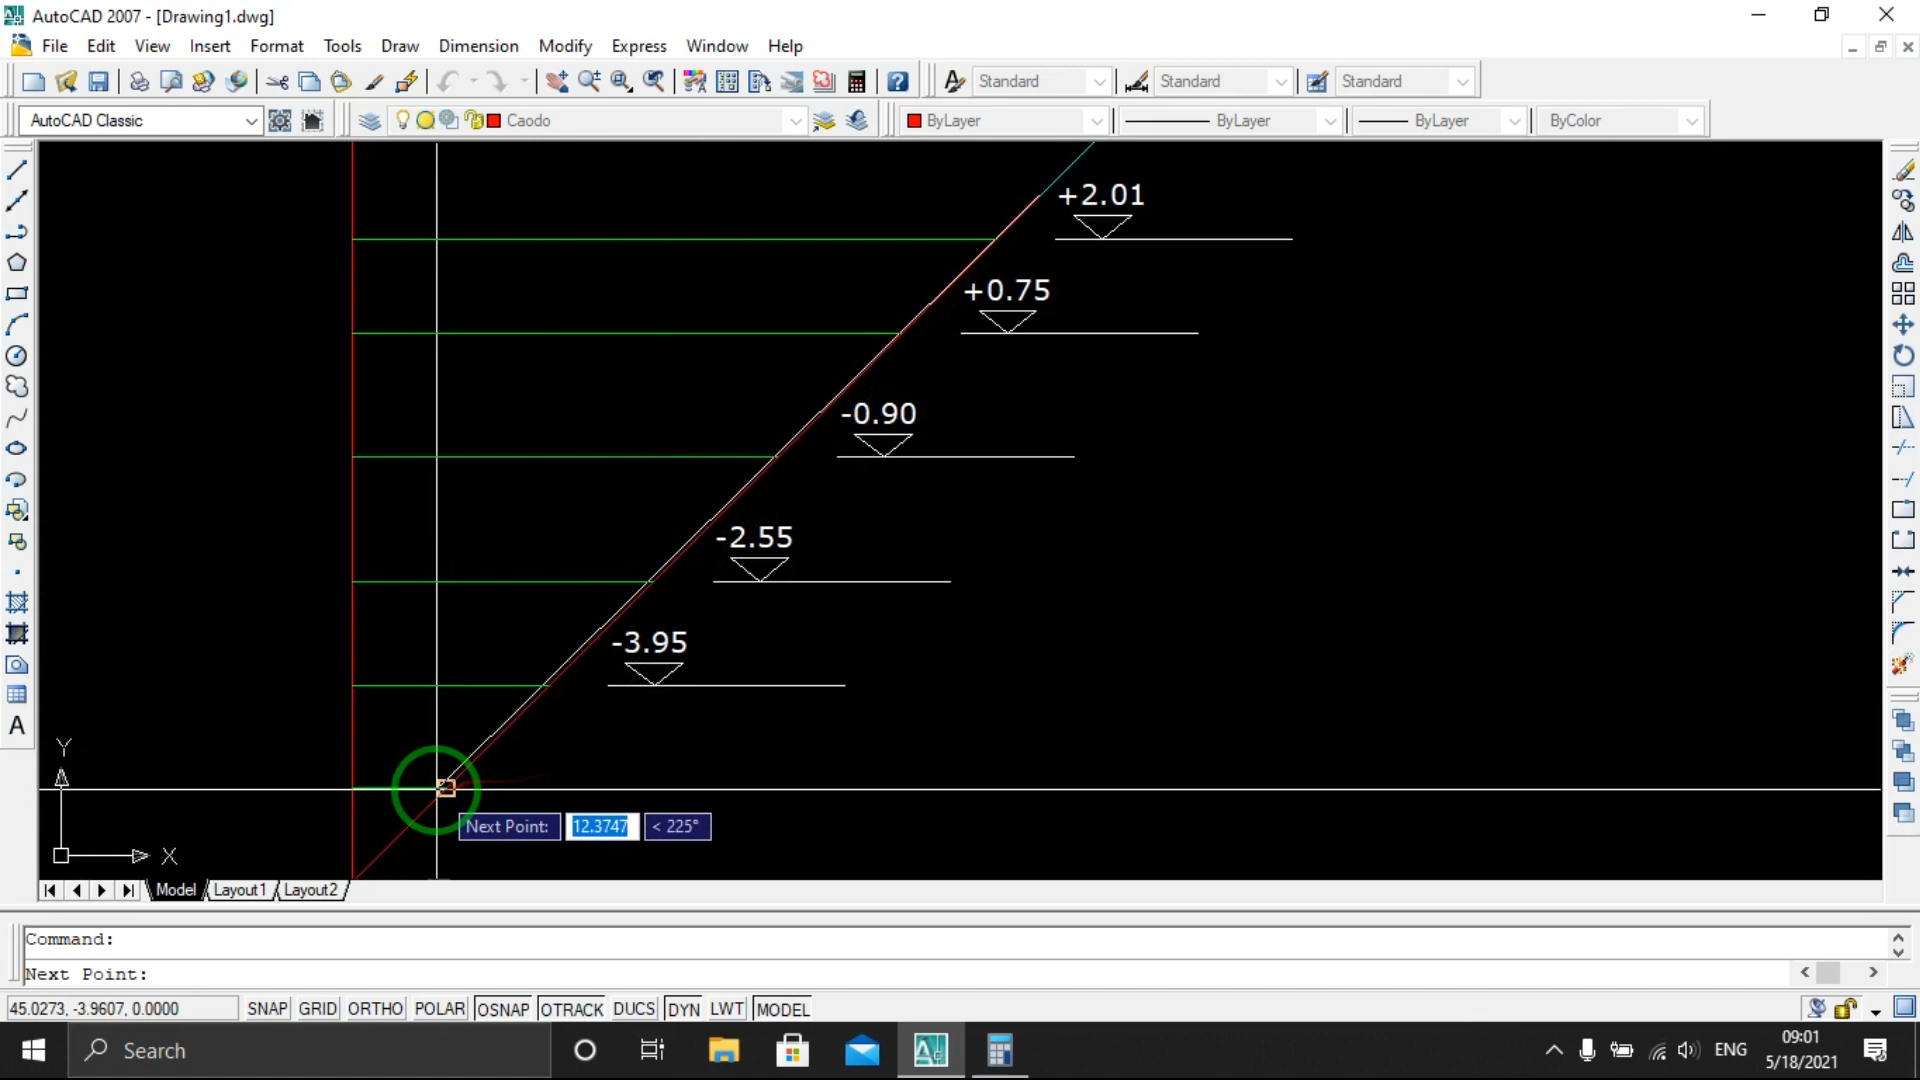 AutoCAD 2007 - [Drawing1.dwg]
File Edit View Insert Format Tools Draw Dimension Modify Express Window Help
Standard Standard Standard
AutoCAD Classic Caodo ByLayer ByLayer ByLayer ByColor
+2.01
+0.75
-0.90
-2.55
-3.95
Next Point: 12.3747 < 225°
Y
X
A
Model Layout1 Layout2
Command:
Next Point:
45.0273, -3.9607, 0.0000 SNAP GRID ORTHO POLAR OSNAP OTRACK DUCS DYN LWT MODEL
Search
ENG
09:01
5/18/2021